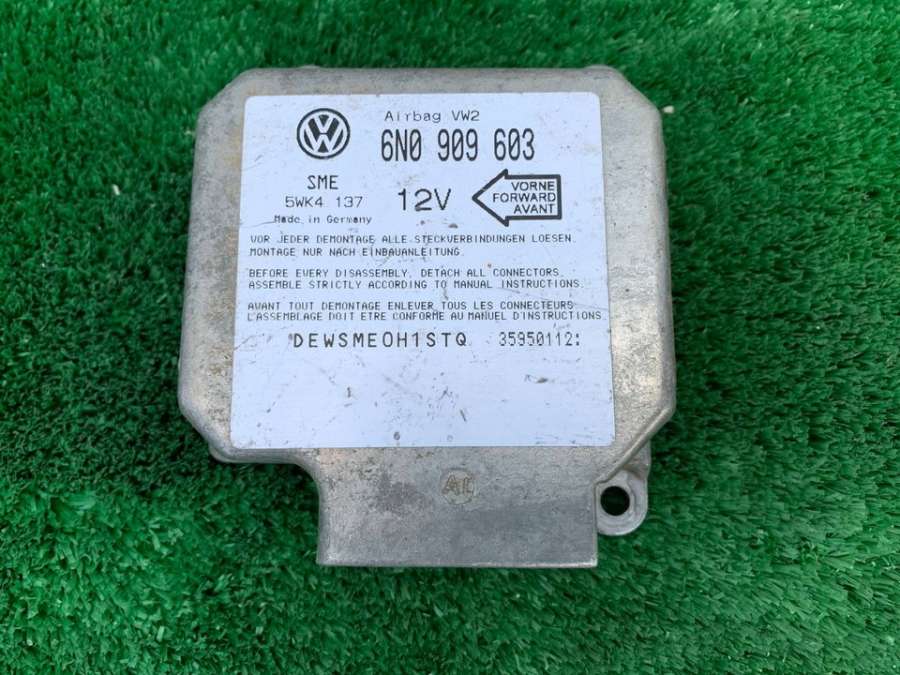 Airbag VW2
6N0 909 603
SME
5WK4 137
Made in Germany
12V
VORNE
FORWARD
AVANT
VOR JEDER DEMONTAGE ALLE STECKVERBINDUNGEN LOESEN.
MONTAGE NUR NACH EINBAUANLEITUNG.
BEFORE EVERY DISASSEMBLY, DETACH ALL CONNECTORS.
ASSEMBLE STRICTLY ACCORDING TO MANUAL INSTRUCTIONS.
AVANT TOUT DEMONTAGE ENLEVER TOUS LES CONNECTEURS
L'ASSEMBLAGE DOIT ETRE CONFORME AU MANUEL D'INSTRUCTIONS.
DEWSME0H1STQ 35950112:
AL